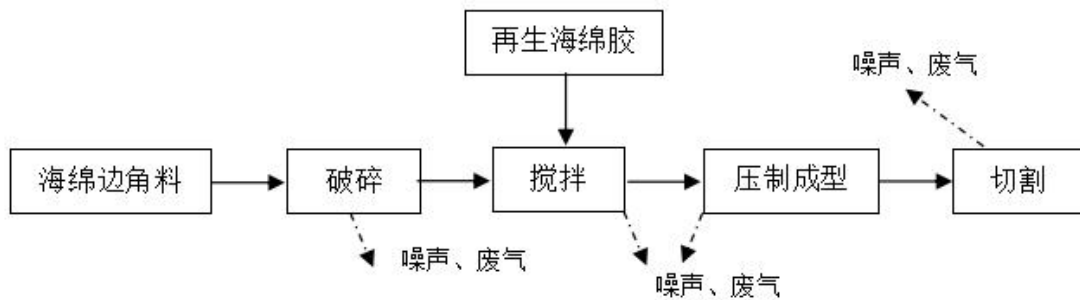 再生海绵胶
噪声、废气
海绵边角料
破碎
搅拌
压制成型
切割
噪声、废气
噪声、废气